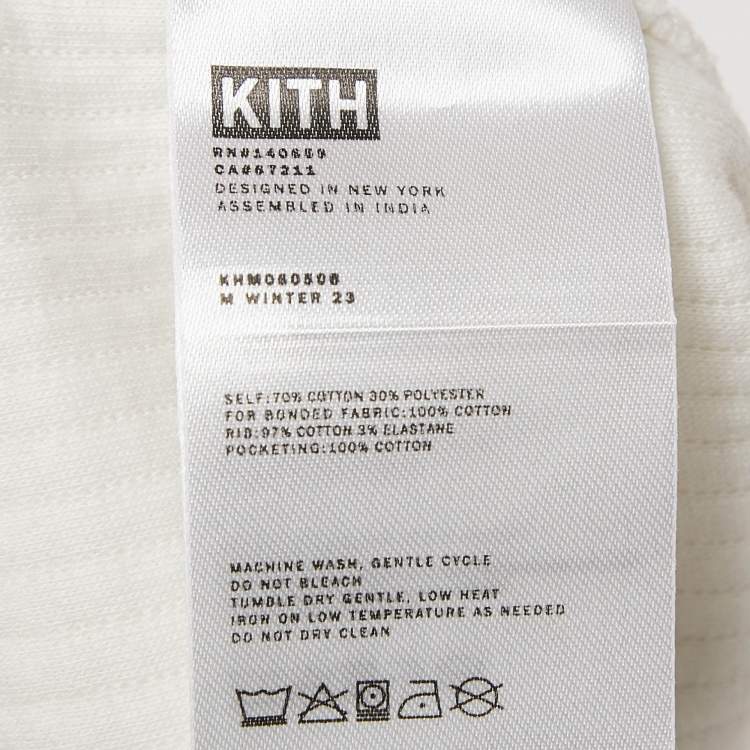 KITH
RN#140659
CA#67211
DESIGNED IN NEW YORK
ASSEMBLED IN INDIA
KHM060506
M WINTER 23
SELF:70% COTTON 30% POLYESTER
FOR BONDED FABRIC:100% COTTON
RIB:97% COTTON 3% ELASTANE
POCKETING:100% COTTON
MACHINE WASH, GENTLE CYCLE
DO NOT BLEACH
TUMBLE DRY GENTLE, LOW HEAT
IRON ON LOW TEMPERATURE AS NEEDED
DO NOT DRY CLEAN